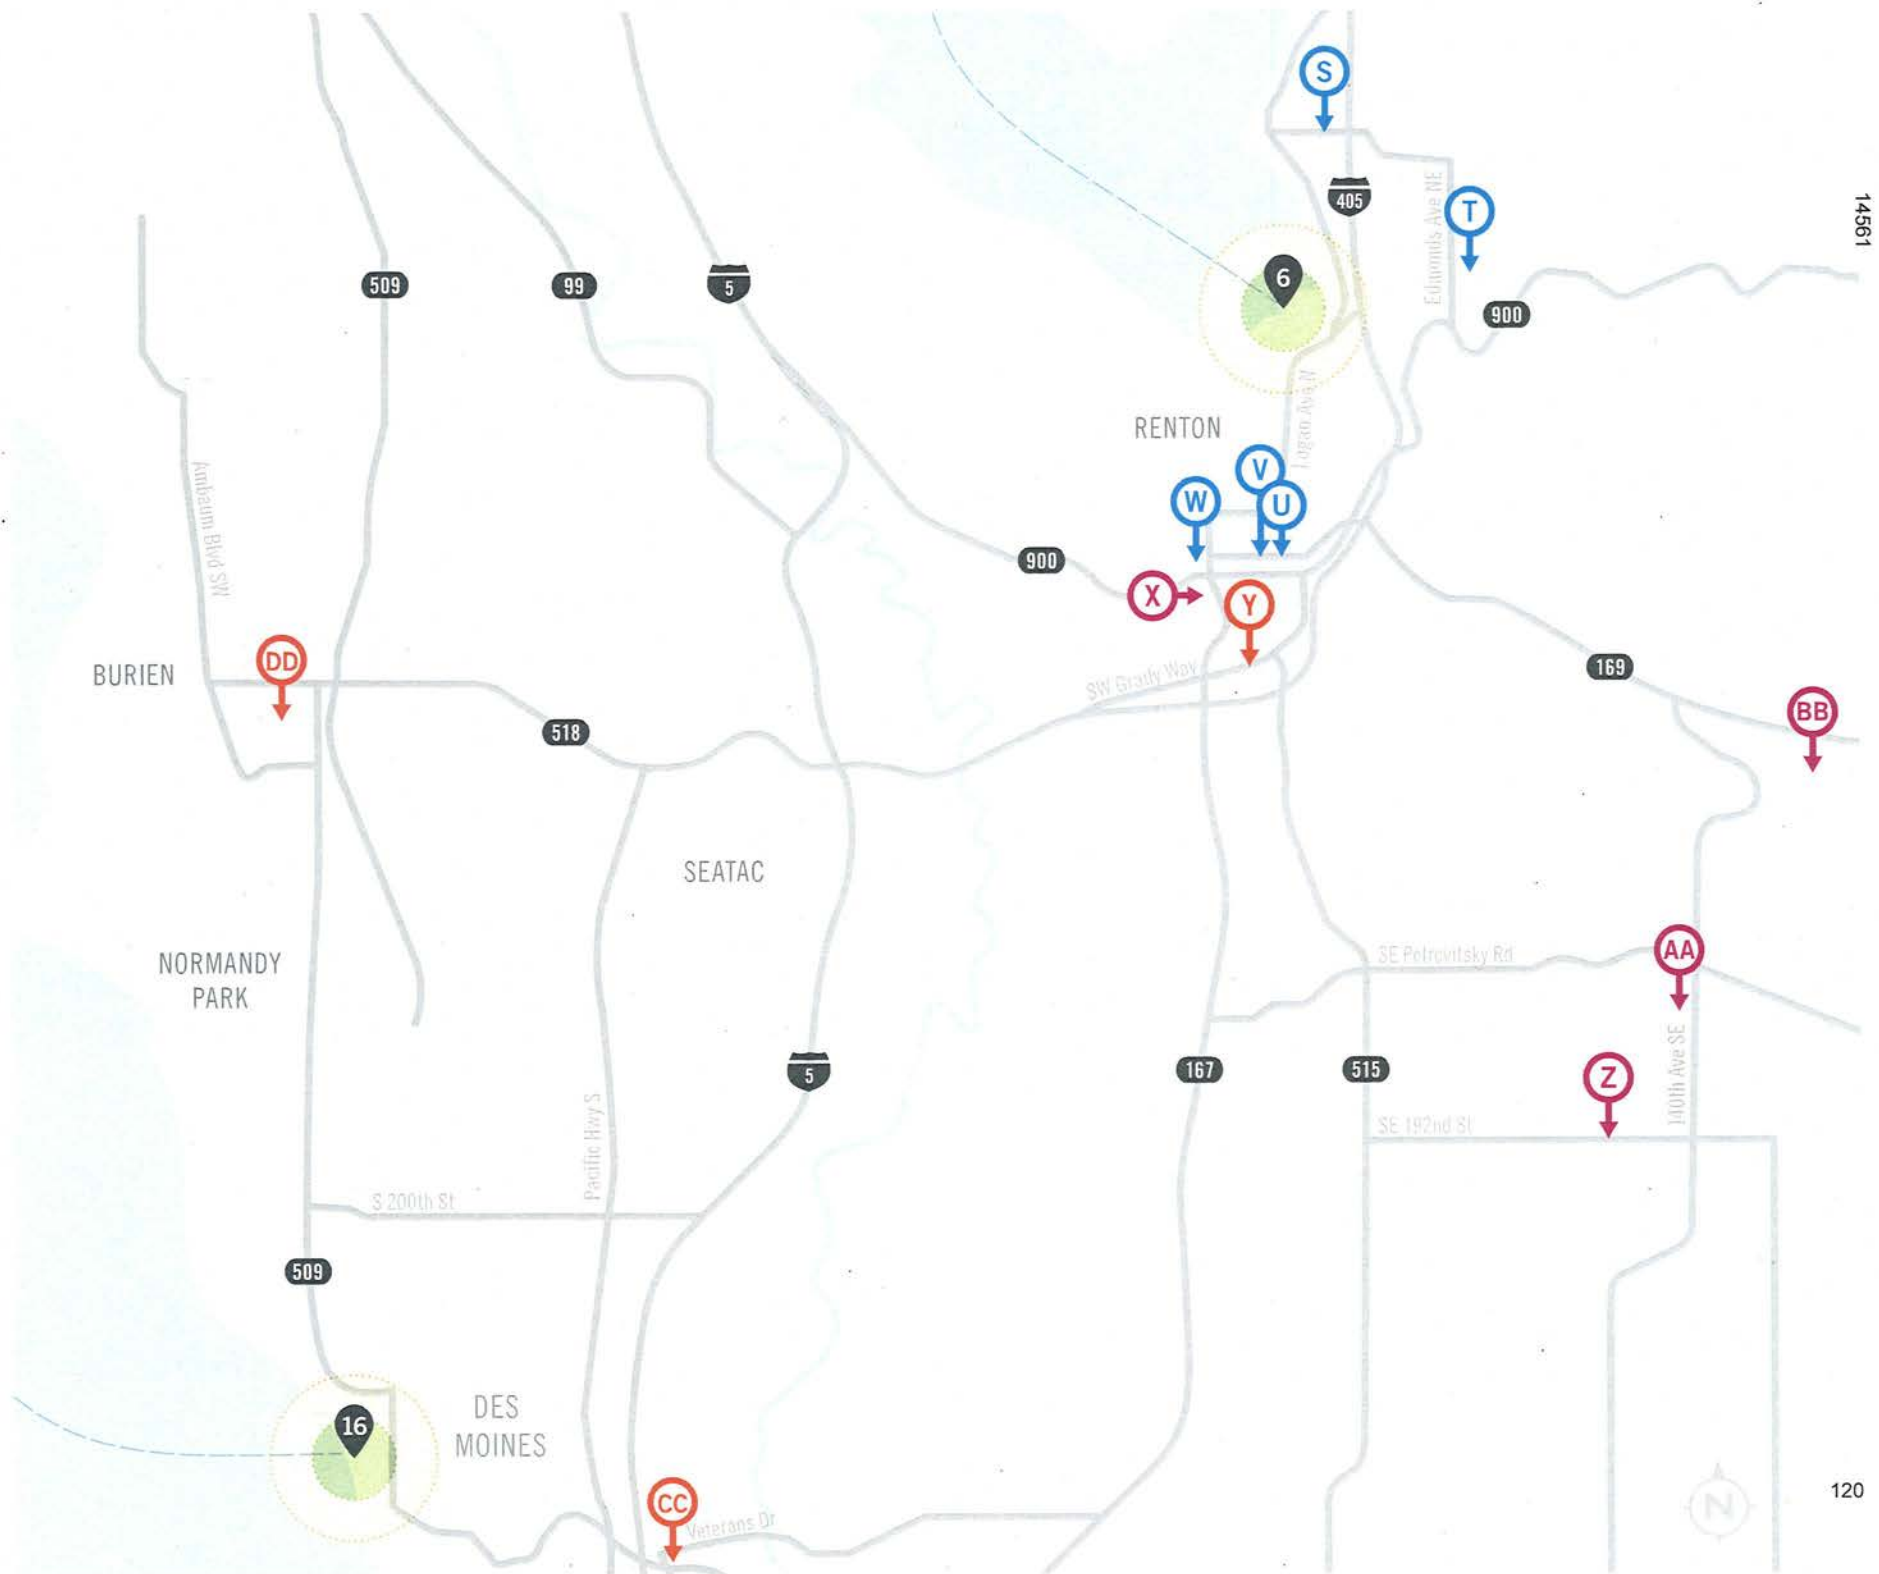 S
405
Edmonds Ave NE
T
14561
509
99
5
6
900
RENTON
Logan Ave N
V
W
U
Ambaum Blvd SW
900
X
Y
BURIEN
DD
SW Grady Way
169
BB
518
SEATAC
NORMANDY
PARK
SE Petrovitsky Rd
AA
140th Ave SE
5
167
515
Z
Pacific Hwy S
SE 192nd St
S 200th St
509
16
DES
MOINES
CC
Veterans Dr
N
120